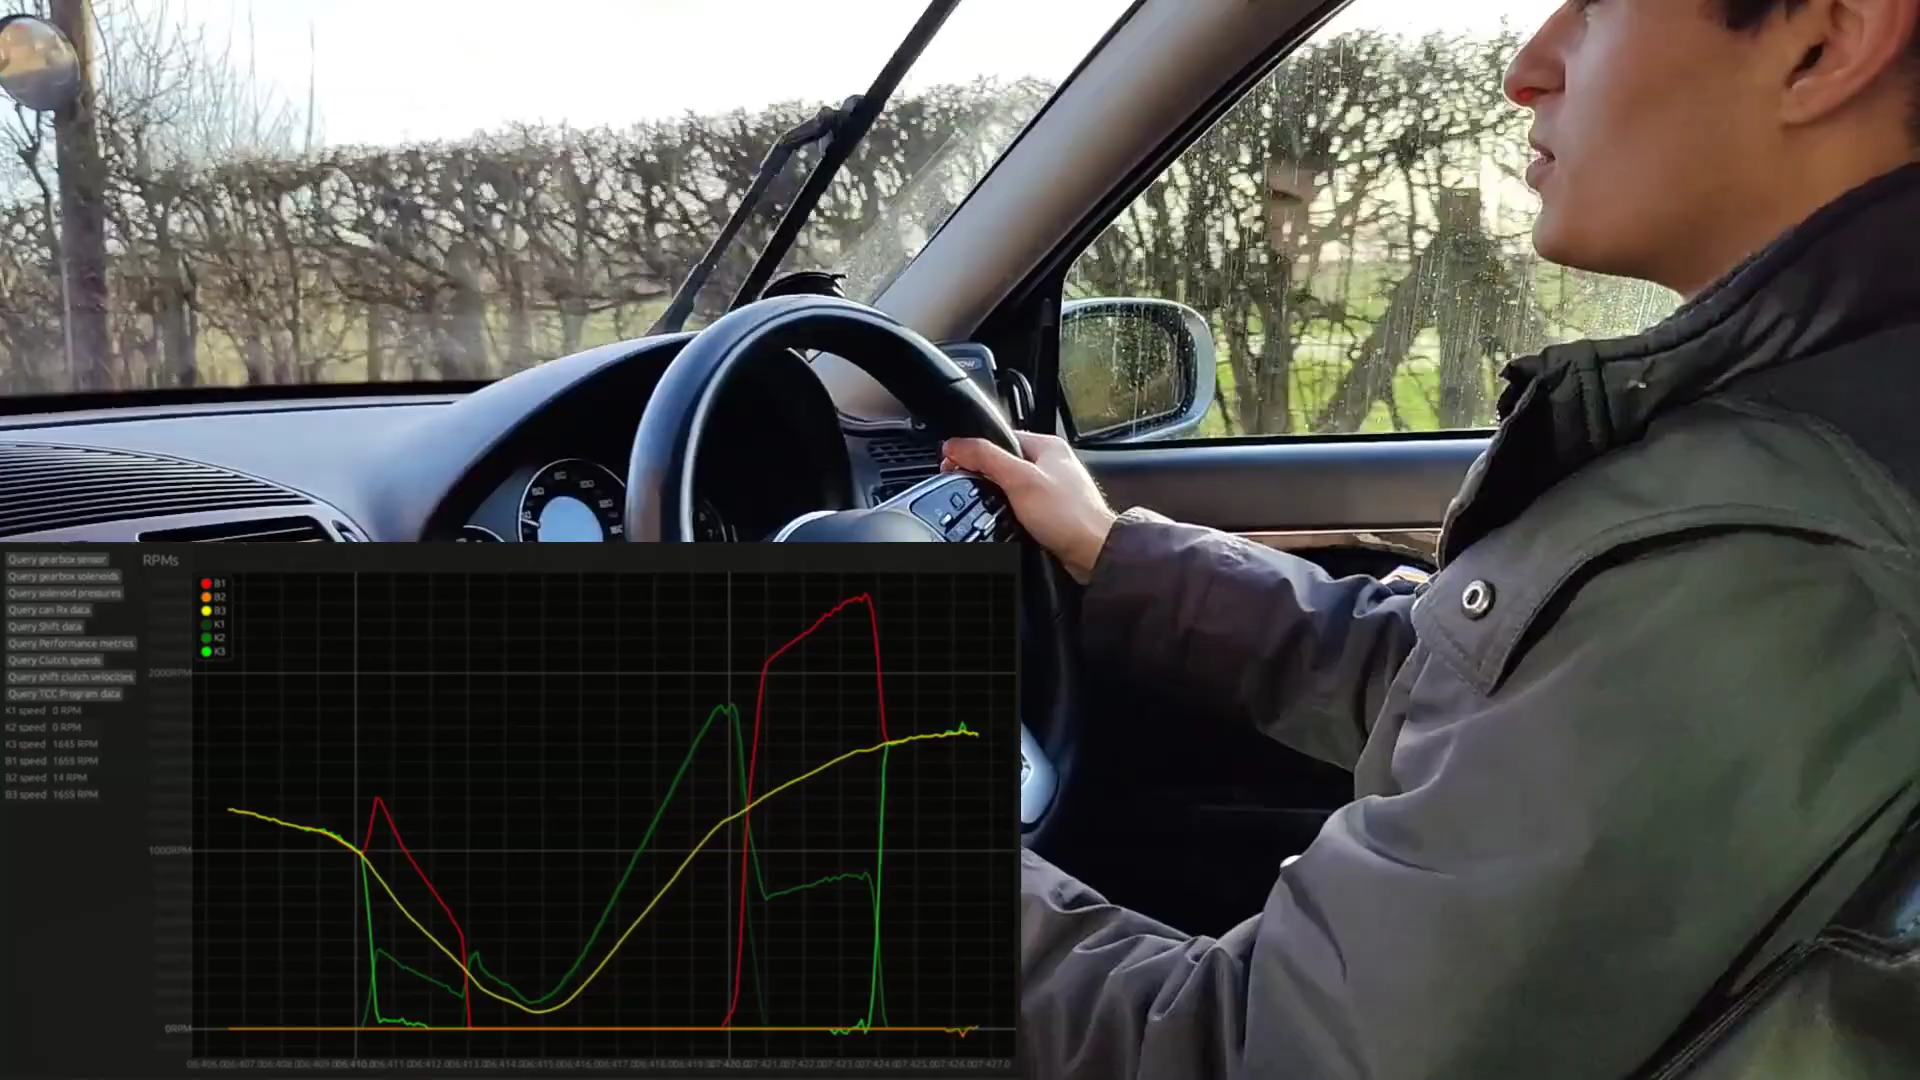 Query gearbox sensor
Query gearbox solenoids
Query solenoid pressures
Query can Rx data
Query Shift data
Query Performance metrics
Query Clutch speeds
Query shift clutch velocities
Query TCC Program data
K1 speed 0 RPM
K2 speed 0 RPM
K3 speed 1645 RPM
B1 speed 1659 RPM
B2 speed 14 RPM
B3 speed 1659 RPM
RPMs
B1
B2
B3
K1
K2
K3
2000RPM
1000RPM
0RPM